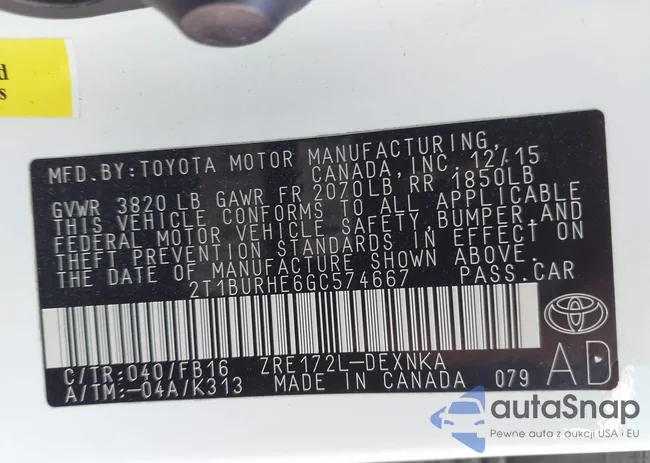 d
s
MFD.BY:TOYOTA MOTOR MANUFACTURING,
CANADA,INC. 12/15
GVWR 3820 LB GAWR FR 2070LB RR 1850LB
THIS VEHICLE CONFORMS TO ALL APPLICABLE
FEDERAL MOTOR VEHICLE SAFETY,BUMPER,AND
THEFT PREVENTION STANDARDS IN EFFECT ON
THE DATE OF MANUFACTURE SHOWN ABOVE.
2T1BURHE6GC574667 PASS.CAR
C/TR:040/FB16 ZRE172L-DEXNKA
A/TM:-04A/K313 MADE IN CANADA 079
AD
autaSnap
Pewne auta z aukcji USA i EU